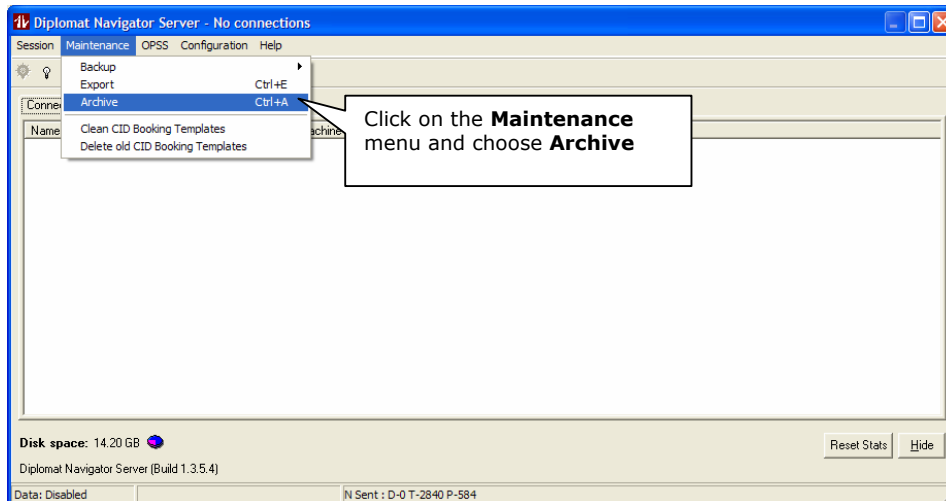 Diplomat Navigator Server - No connections
Session Maintenance OPSS Configuration Help
Backup
Export Ctrl+E
Archive Ctrl+A
Clean CID Booking Templates
Delete old CID Booking Templates
Conne
Name achine
Click on the Maintenance
menu and choose Archive
Disk space: 14.20 GB
Reset Stats Hide
Diplomat Navigator Server (Build 1.3.5.4)
Data: Disabled N Sent : D-0 T-2840 P-584